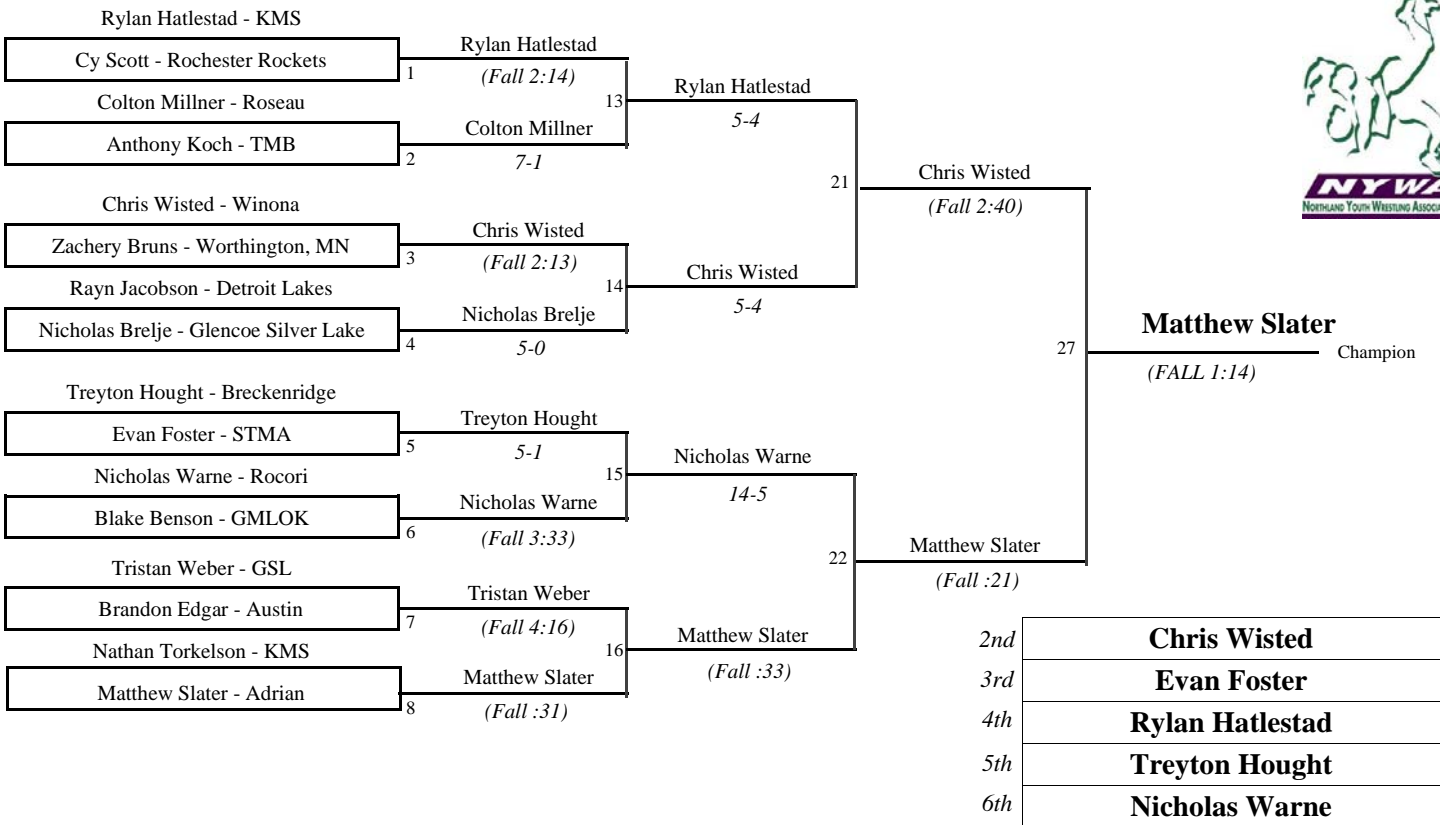 Rylan Hatlestad - KMS
Cy Scott - Rochester Rockets
1
Colton Millner - Roseau
Anthony Koch - TMB
2
Chris Wisted - Winona
Zachery Bruns - Worthington, MN
3
Rayn Jacobson - Detroit Lakes
Nicholas Brelje - Glencoe Silver Lake
4
Treyton Hought - Breckenridge
Evan Foster - STMA
5
Nicholas Warne - Rocori
Blake Benson - GMLOK
6
Tristan Weber - GSL
Brandon Edgar - Austin
7
Nathan Torkelson - KMS
Matthew Slater - Adrian
8
Rylan Hatlestad
(Fall 2:14)
13
Colton Millner
7-1
Chris Wisted
(Fall 2:13)
14
Nicholas Brelje
5-0
Treyton Hought
5-1
15
Nicholas Warne
(Fall 3:33)
Tristan Weber
(Fall 4:16)
16
Matthew Slater
(Fall :31)
Rylan Hatlestad
5-4
21
Chris Wisted
5-4
Nicholas Warne
14-5
22
Matthew Slater
(Fall :33)
Chris Wisted
(Fall 2:40)
27
Matthew Slater
(Fall :21)
NYWA
NORTHLAND YOUTH WRESTLING
Matthew Slater
Champion
(FALL 1:14)
2nd Chris Wisted
3rd Evan Foster
4th Rylan Hatlestad
5th Treyton Hought
6th Nicholas Warne